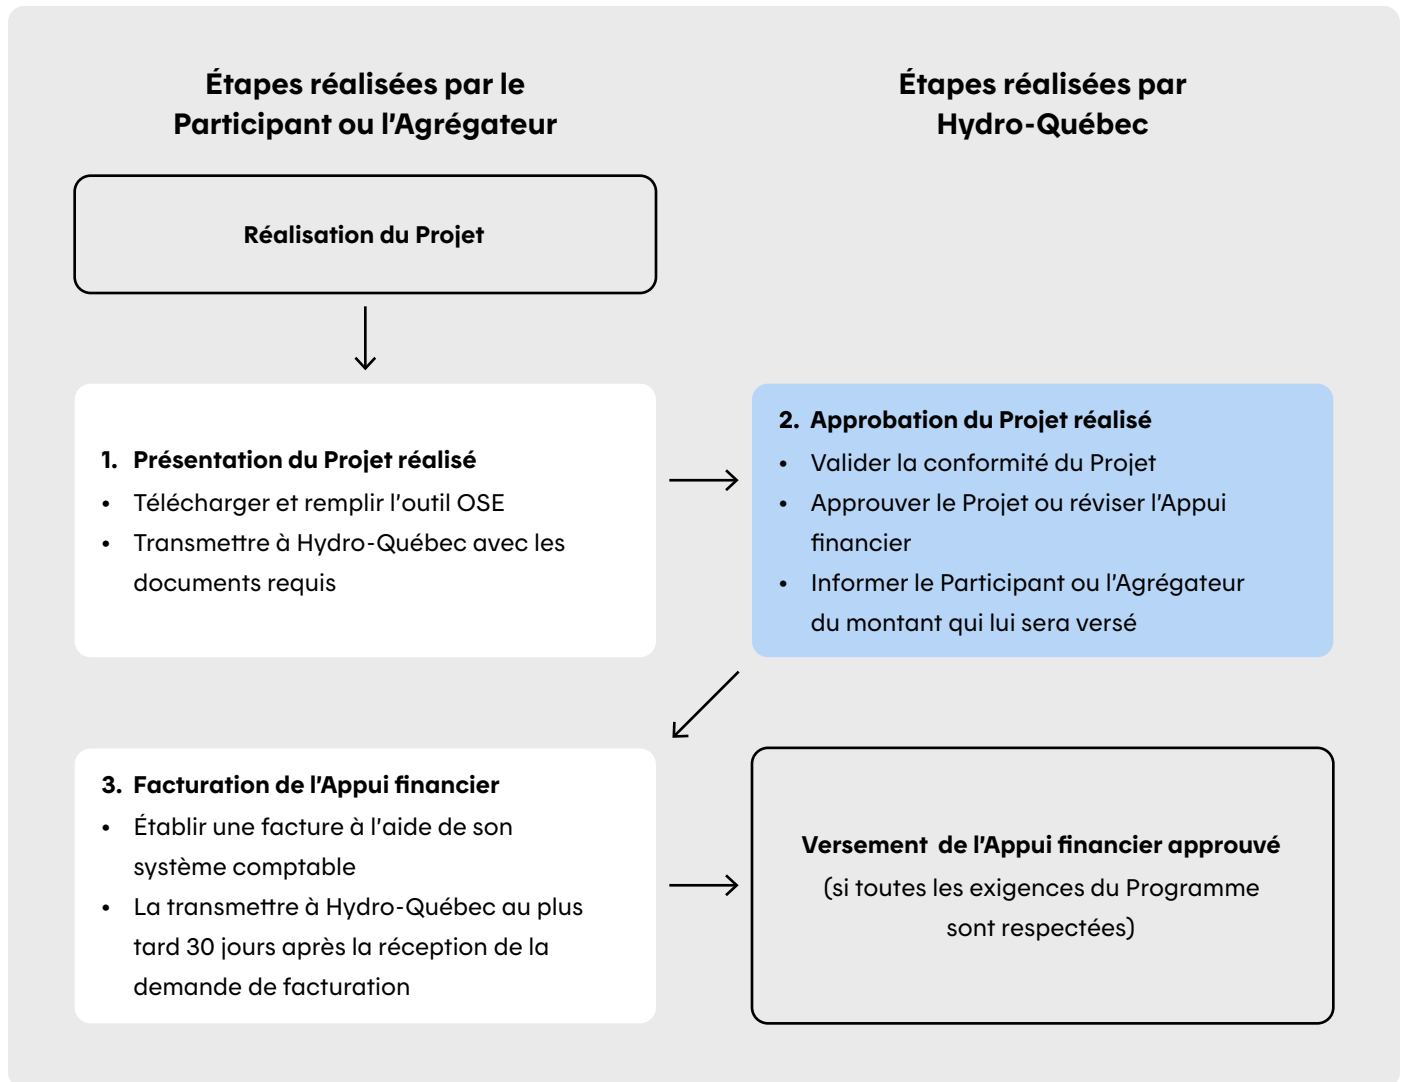 Étapes réalisées par le
Participant ou l'Agrégateur
Étapes réalisées par
Hydro-Québec
Réalisation du Projet
1. Présentation du Projet réalisé
• Télécharger et remplir l'outil OSE
• Transmettre à Hydro-Québec avec les
documents requis
2. Approbation du Projet réalisé
• Valider la conformité du Projet
• Approuver le Projet ou réviser l'Appui
financier
• Informer le Participant ou l'Agrégateur
du montant qui lui sera versé
3. Facturation de l'Appui financier
• Établir une facture à l'aide de son
système comptable
• La transmettre à Hydro-Québec au plus
tard 30 jours après la réception de la
demande de facturation
Versement de l'Appui financier approuvé
(si toutes les exigences du Programme
sont respectées)